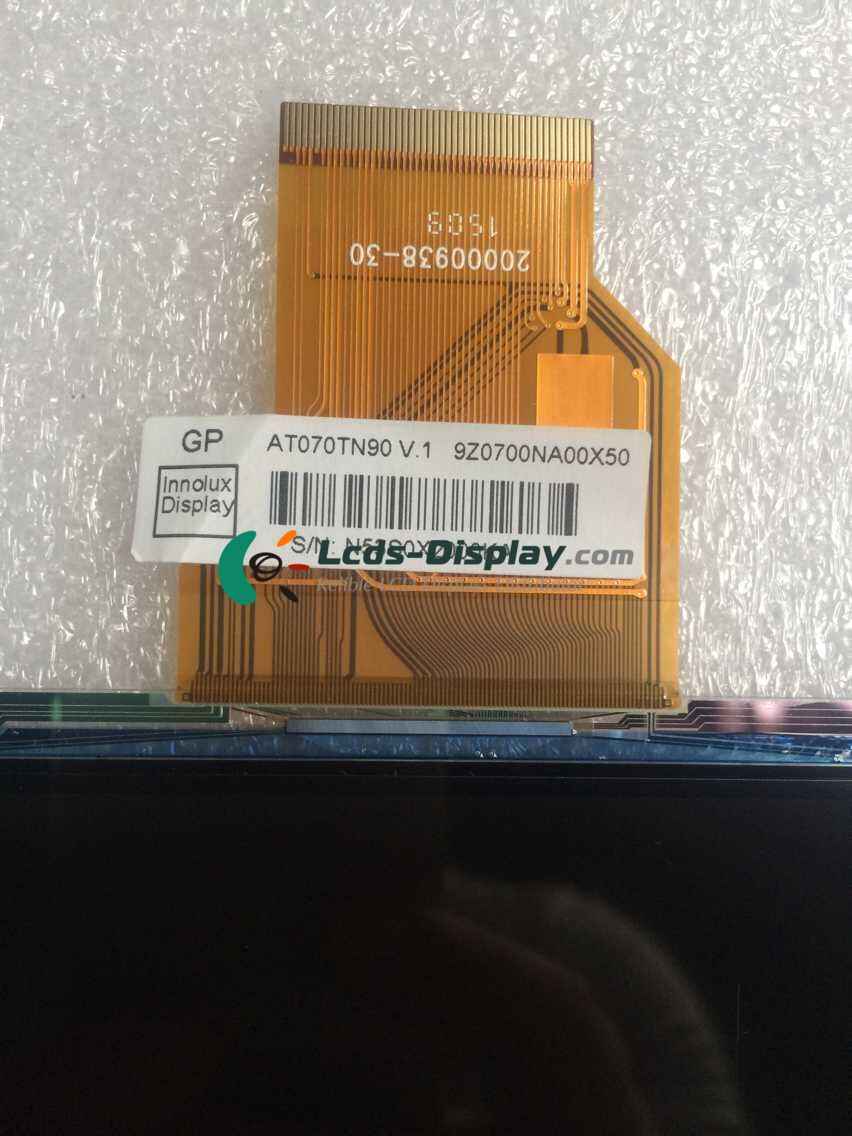 1508
20000938-30
GP AT070TN90 V.1 9Z0700NA00X50
Innolux
Display
S/N:
Lcds-Display.com